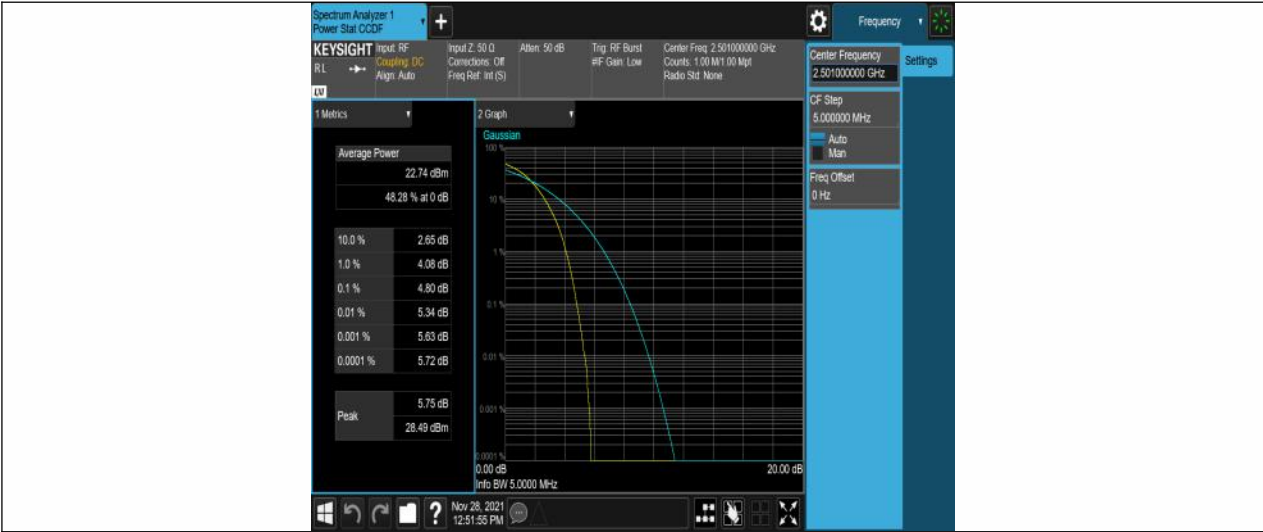 Spectrum Analyzer 1
Power Stat CCDF
+
Frequency
KEYSIGHT
Input: RF
Coupling: DC
Align: Auto
Input Z: 50 Ω
Corrections: Off
Freq Ref: Int (S)
Atten: 50 dB
Trig: RF Burst
#IF Gain: Low
Center Freq: 2.501000000 GHz
Counts: 1.00 M/1.00 Mpt
Radio Std: None
RL
LV
Center Frequency
2.501000000 GHz
Settings
CF Step
5.000000 MHz
Auto
Man
Freq Offset
0 Hz
1 Metrics
Average Power
22.74 dBm
48.28 % at 0 dB
10.0 % 2.65 dB
1.0 % 4.08 dB
0.1 % 4.80 dB
0.01 % 5.34 dB
0.001 % 5.63 dB
0.0001 % 5.72 dB
Peak
5.75 dB
28.49 dBm
2 Graph
Gaussian
100 %
10 %
1 %
0.1 %
0.01 %
0.001 %
0.0001 %
0.00 dB 20.00 dB
Info BW 5.0000 MHz
?
Nov 28, 2021
12:51:55 PM